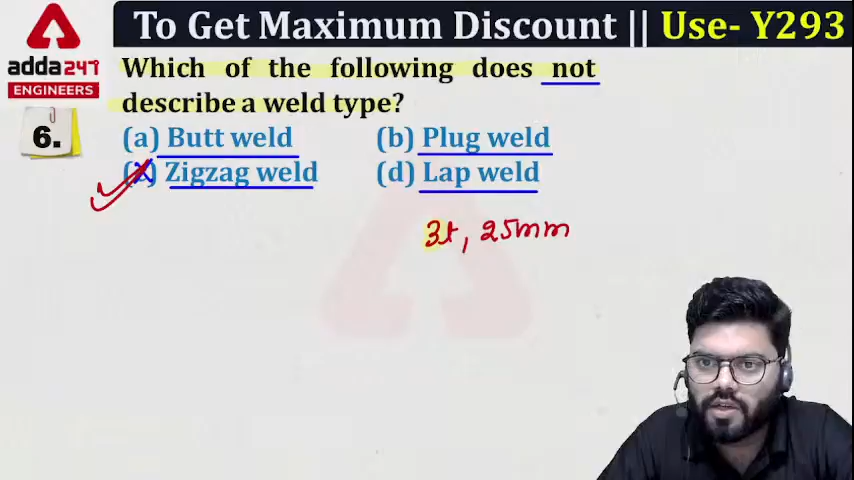 To Get Maximum Discount || Use- Y293
adda247
ENGINEERS
Which of the following does not
describe a weld type?
6.
(a) Butt weld (b) Plug weld
(c) Zigzag weld (d) Lap weld
3t, 25mm